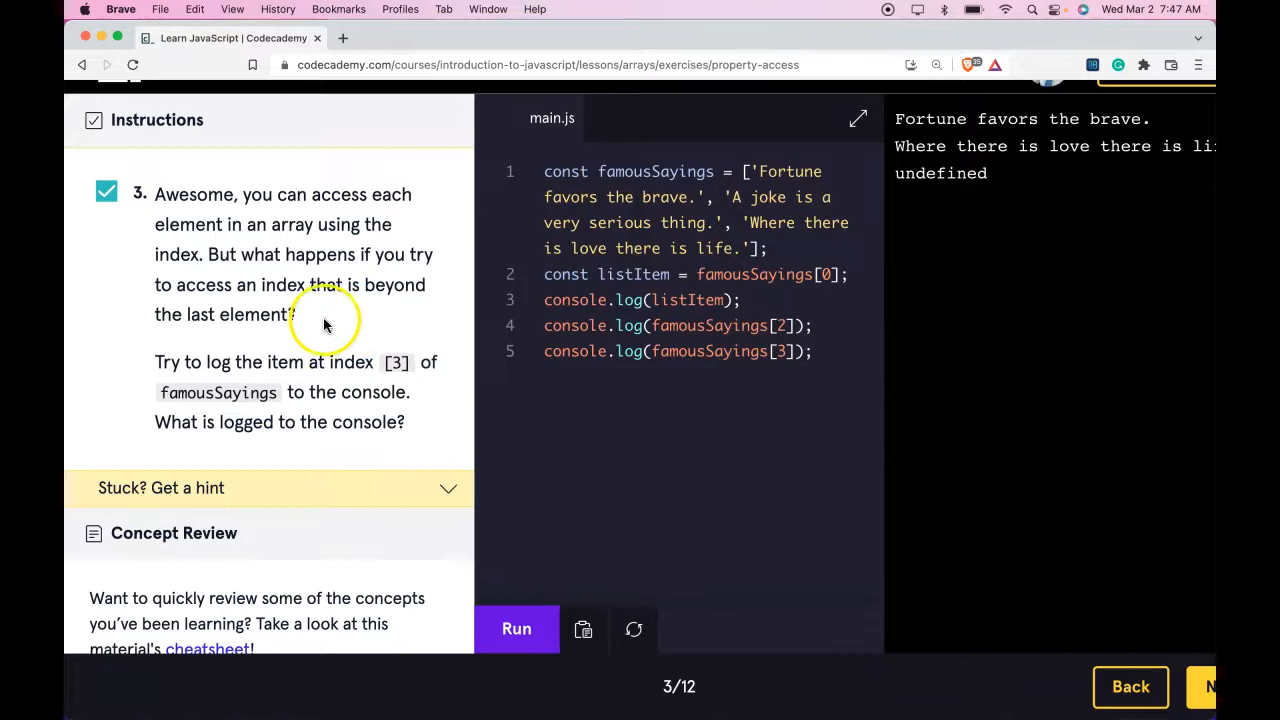 Brave File Edit View History Bookmarks Profiles Tab Window Help Wed Mar 2 7:47 AM
Learn JavaScript | Codecademy
codecademy.com/courses/introduction-to-javascript/lessons/arrays/exercises/property-access
35
Instructions
3. Awesome, you can access each
element in an array using the
index. But what happens if you try
to access an index that is beyond
the last element?
Try to log the item at index [3] of
famousSayings to the console.
What is logged to the console?
Stuck? Get a hint
Concept Review
Want to quickly review some of the concepts
you've been learning? Take a look at this
material's cheatsheet!
main.js
1 const famousSayings = ['Fortune
favors the brave.', 'A joke is a
very serious thing.', 'Where there
is love there is life.'];
2 const listItem = famousSayings[0];
3 console.log(listItem);
4 console.log(famousSayings[2]);
5 console.log(famousSayings[3]);
Run
Fortune favors the brave.
Where there is love there is li
undefined
3/12
Back
N